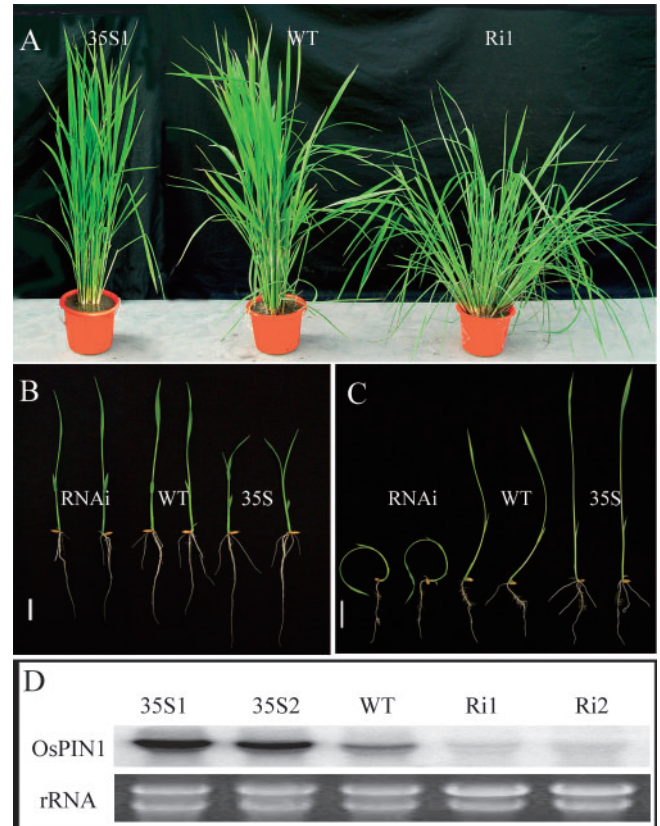 A 35S1 WT Ri1
B C
RNAi WT 35S RNAi WT 35S
D
35S1 35S2 WT Ri1 Ri2
OsPIN1
rRNA